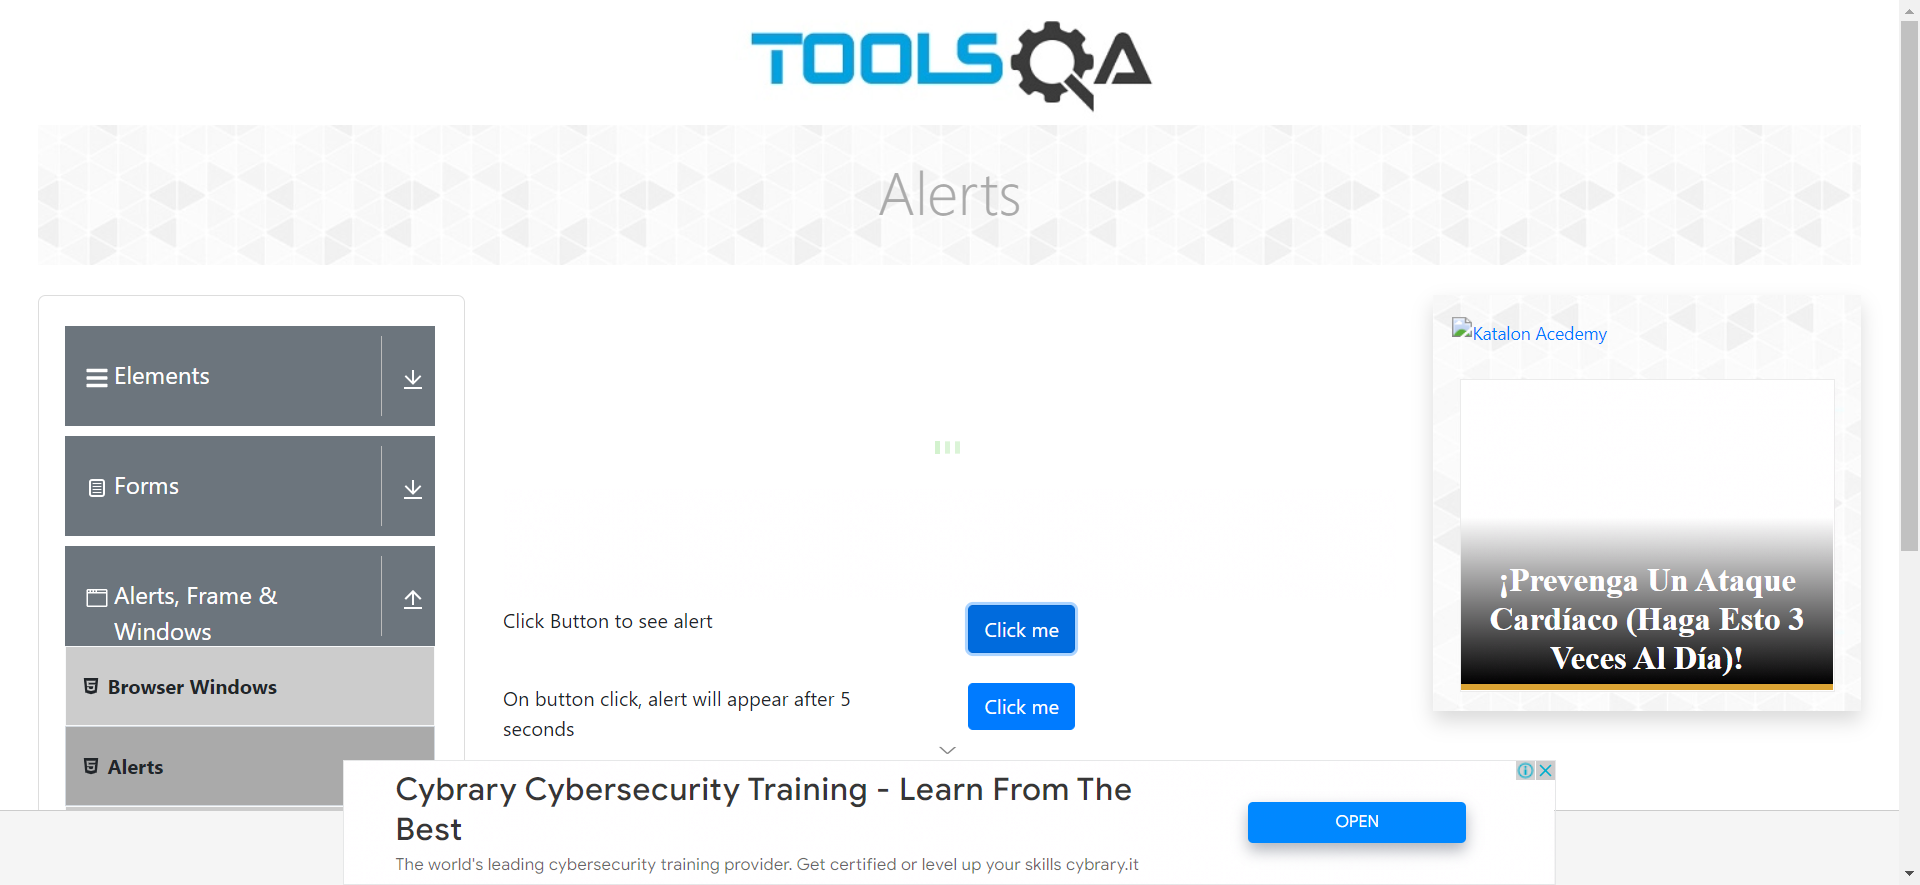 TOOLSQA
Alerts
Elements
Forms
Alerts, Frame &
Windows
Browser Windows
Alerts
Click Button to see alert
Click me
On button click, alert will appear after 5
seconds
Click me
Katalon Acedemy
¡Prevenga Un Ataque
Cardíaco (Haga Esto 3
Veces Al Día)!
Cybrary Cybersecurity Training - Learn From The
Best
The world's leading cybersecurity training provider. Get certified or level up your skills cybrary.it
OPEN